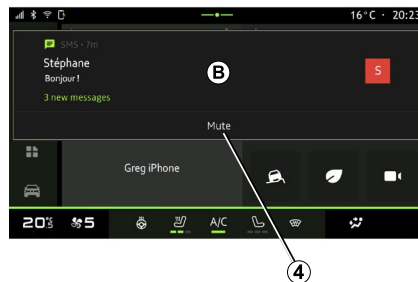 16°C · 20:23
SMS · 7m
Stéphane
B
S
Bonjour !
3 new messages
Mute
Greg iPhone
20.5
5
A/C
4